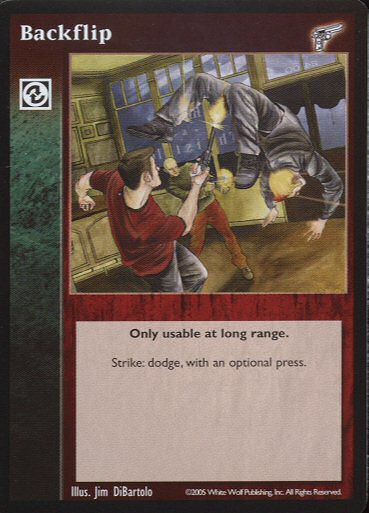 Backflip
Only usable at long range.
Strike: dodge, with an optional press.
Illus. Jim DiBartolo
©2005 White Wolf Publishing, Inc. All Rights Reserved.